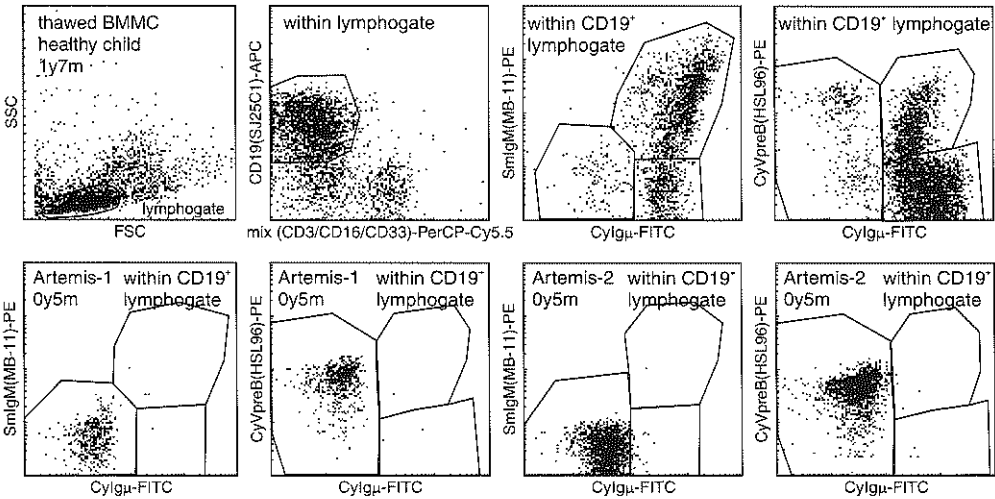 thawed BMMC
healthy child
1y7m
lymphogate
SSC
FSC
within lymphogate
CD19(SJ25C1)-APC
mix (CD3/CD16/CD33)-PerCP-Cy5.5
within CD19+
lymphogate
SmIgM(MB-11)-PE
CyIgμ-FITC
within CD19+ lymphogate
CyVpreB(HSL96)-PE
CyIgμ-FITC
Artemis-1 within CD19+
0y5m lymphogate
SmIgM(MB-11)-PE
CyIgμ-FITC
Artemis-1 within CD19+
0y5m lymphogate
CyVpreB(HSL96)-PE
CyIgμ-FITC
Artemis-2 within CD19+
0y5m lymphogate
SmIgM(MB-11)-PE
CyIgμ-FITC
Artemis-2 within CD19+
0y5m lymphogate
CyVpreB(HSL96)-PE
CyIgμ-FITC